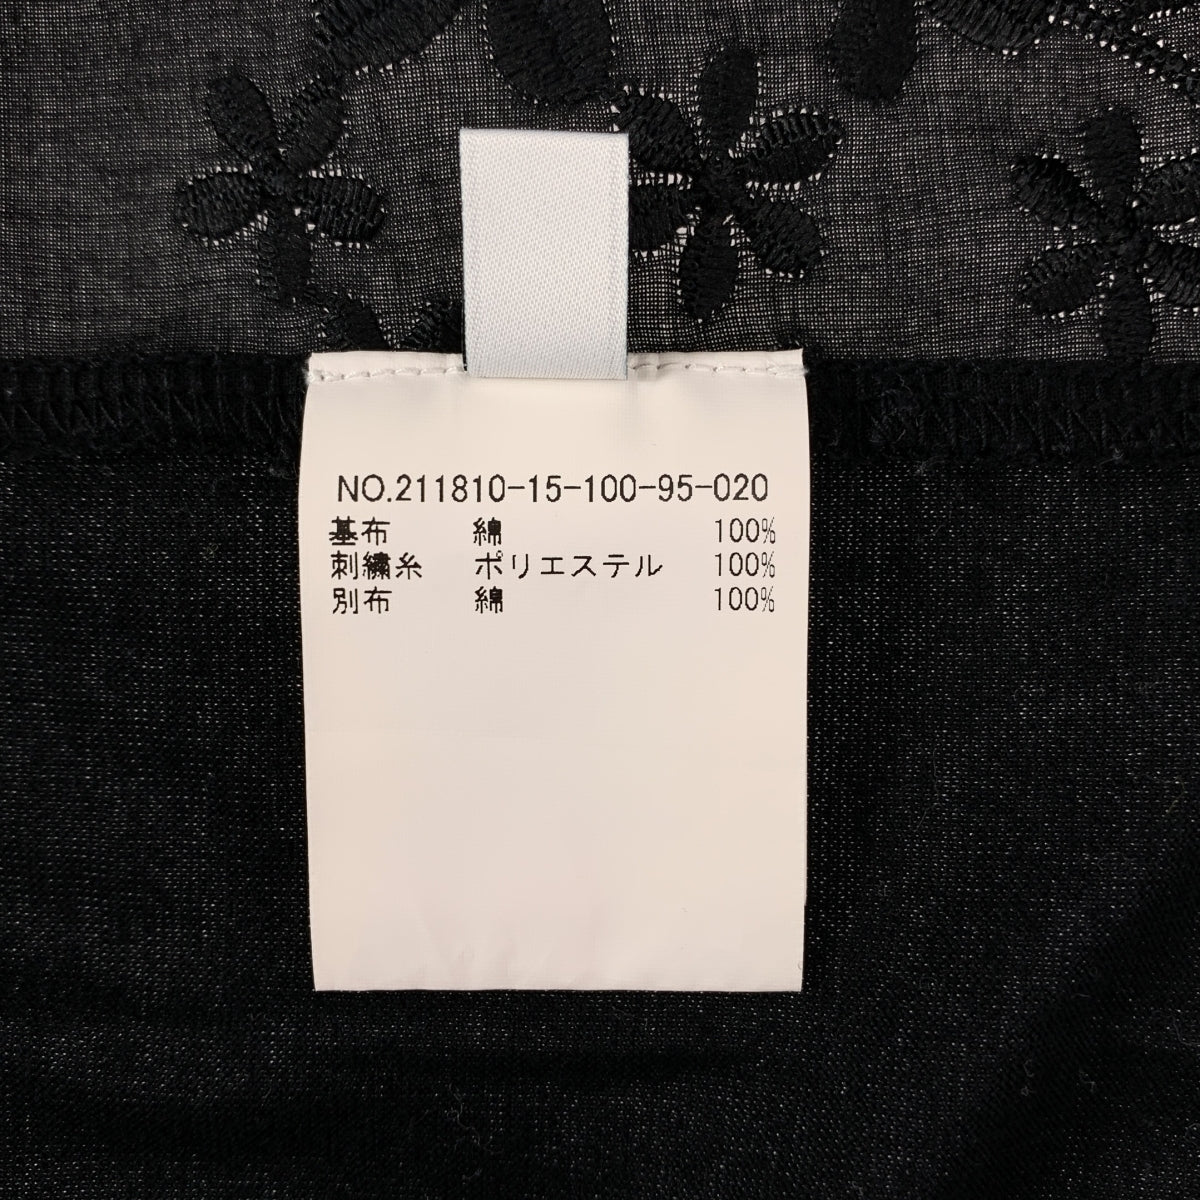 NO.211810-15-100-95-020
基布 綿 100%
刺繍糸 ポリエステル 100%
別布 綿 100%